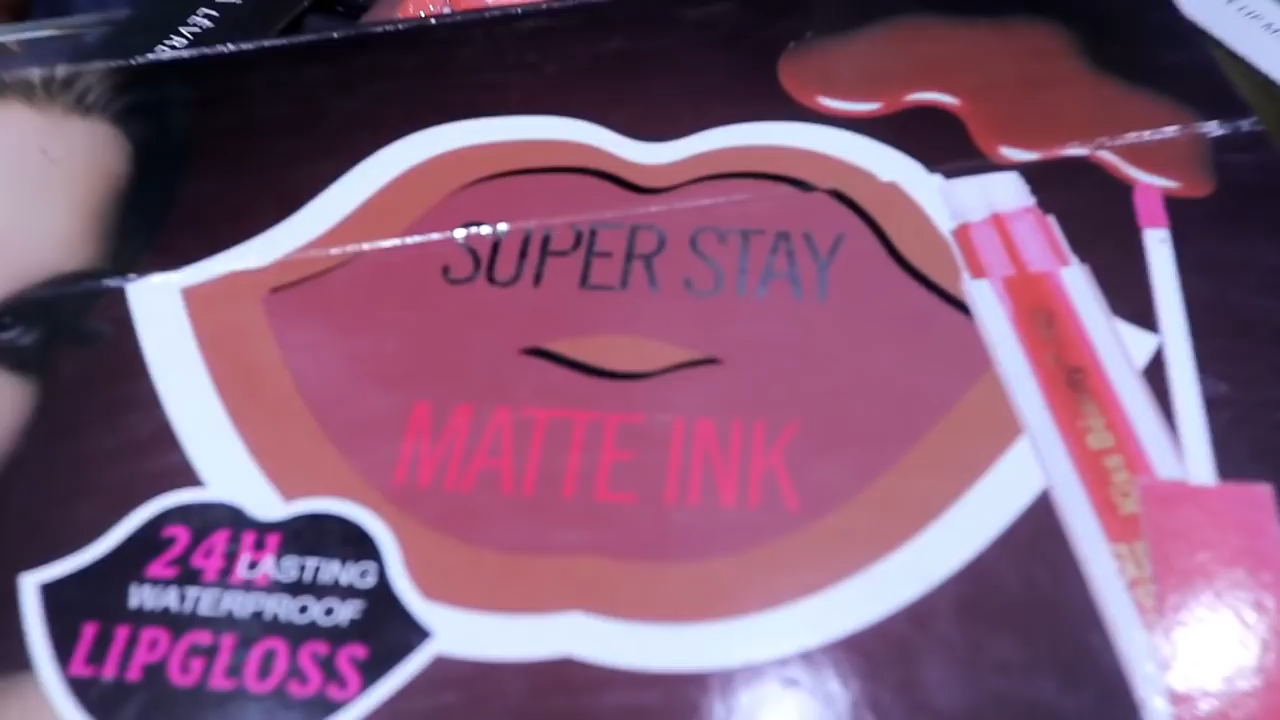 SUPER STAY
MATTE INK
24H
LASTING
WATERPROOF
LIPGLOSS